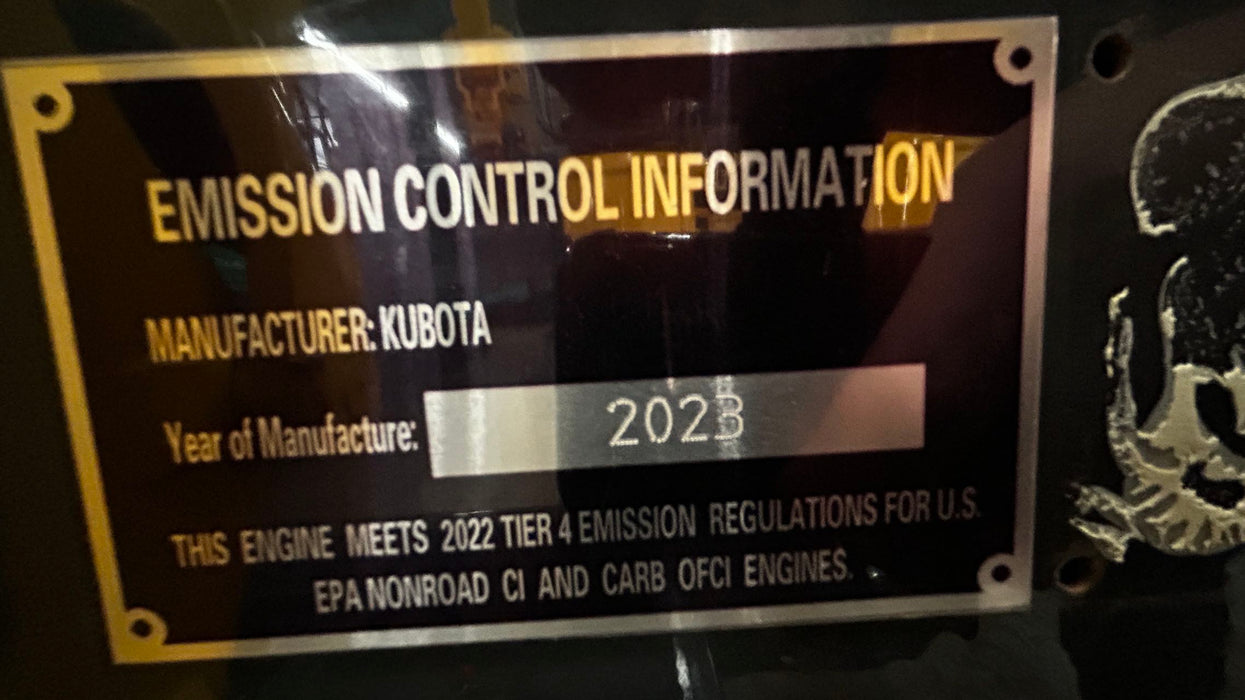 EMISSION CONTROL INFORMATION
MANUFACTURER: KUBOTA
Year of Manufacture: 2023
THIS ENGINE MEETS 2022 TIER 4 EMISSION REGULATIONS FOR U.S.
EPA NONROAD CI AND CARB OFCI ENGINES.